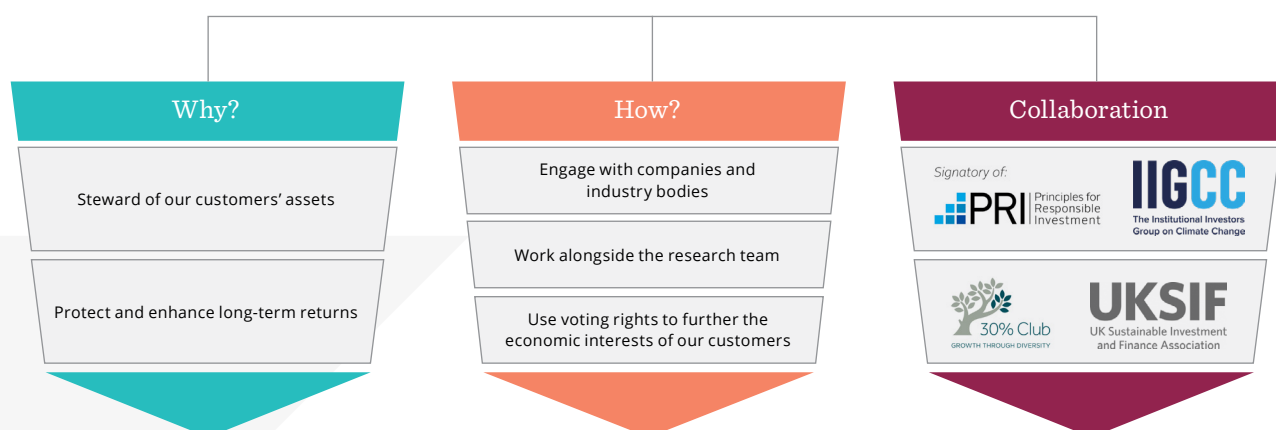 Why?
Steward of our customers’ assets
Protect and enhance long-term returns
How?
Engage with companies and
industry bodies
Work alongside the research team
Use voting rights to further the
economic interests of our customers
Collaboration
Signatory of:
PRI
Principles for
Responsible
Investment
IIGCC
The Institutional Investors
Group on Climate Change
30% Club
GROWTH THROUGH DIVERSITY
UKSIF
UK Sustainable Investment
and Finance Association